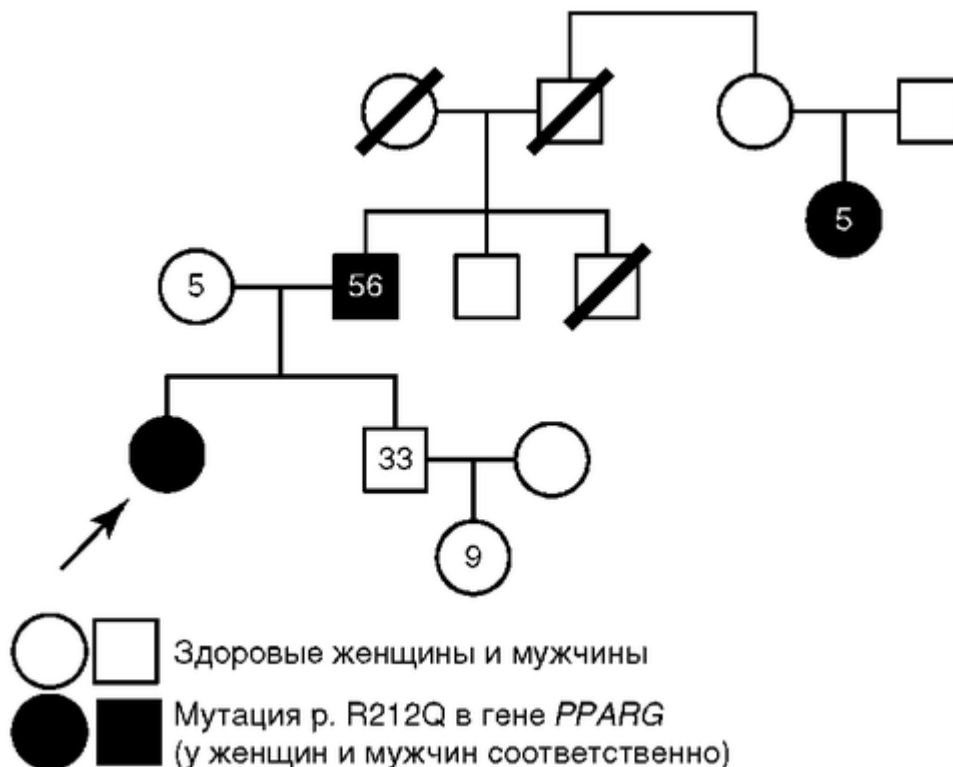 5
5
56
33
9
Здоровые женщины и мужчины
Мутация р. R212Q в гене PPARG
(у женщин и мужчин соответственно)